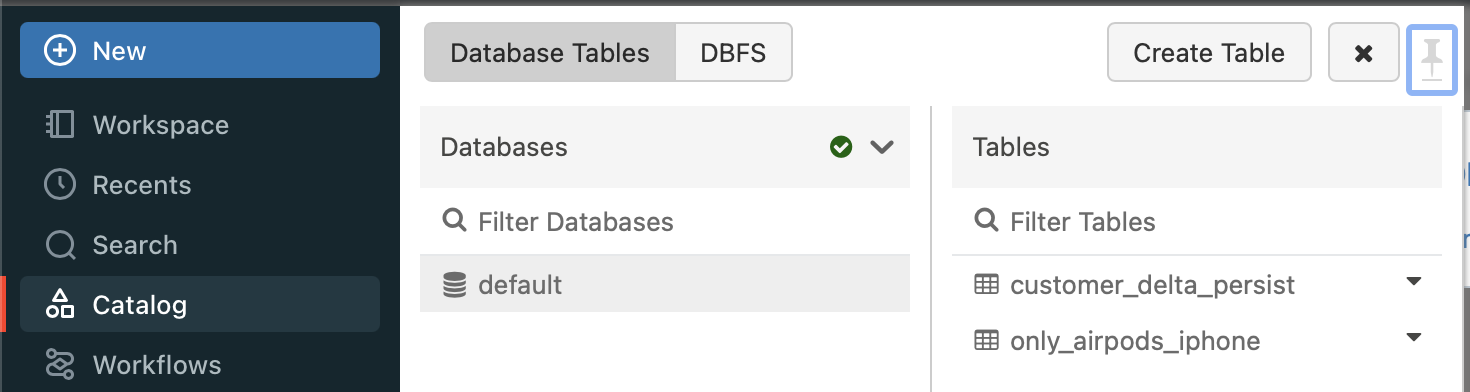 New
Workspace
Recents
Search
Catalog
Workflows
Database Tables
DBFS
Create Table
Databases
Filter Databases
default
Tables
Filter Tables
customer_delta_persist
only_airpods_iphone